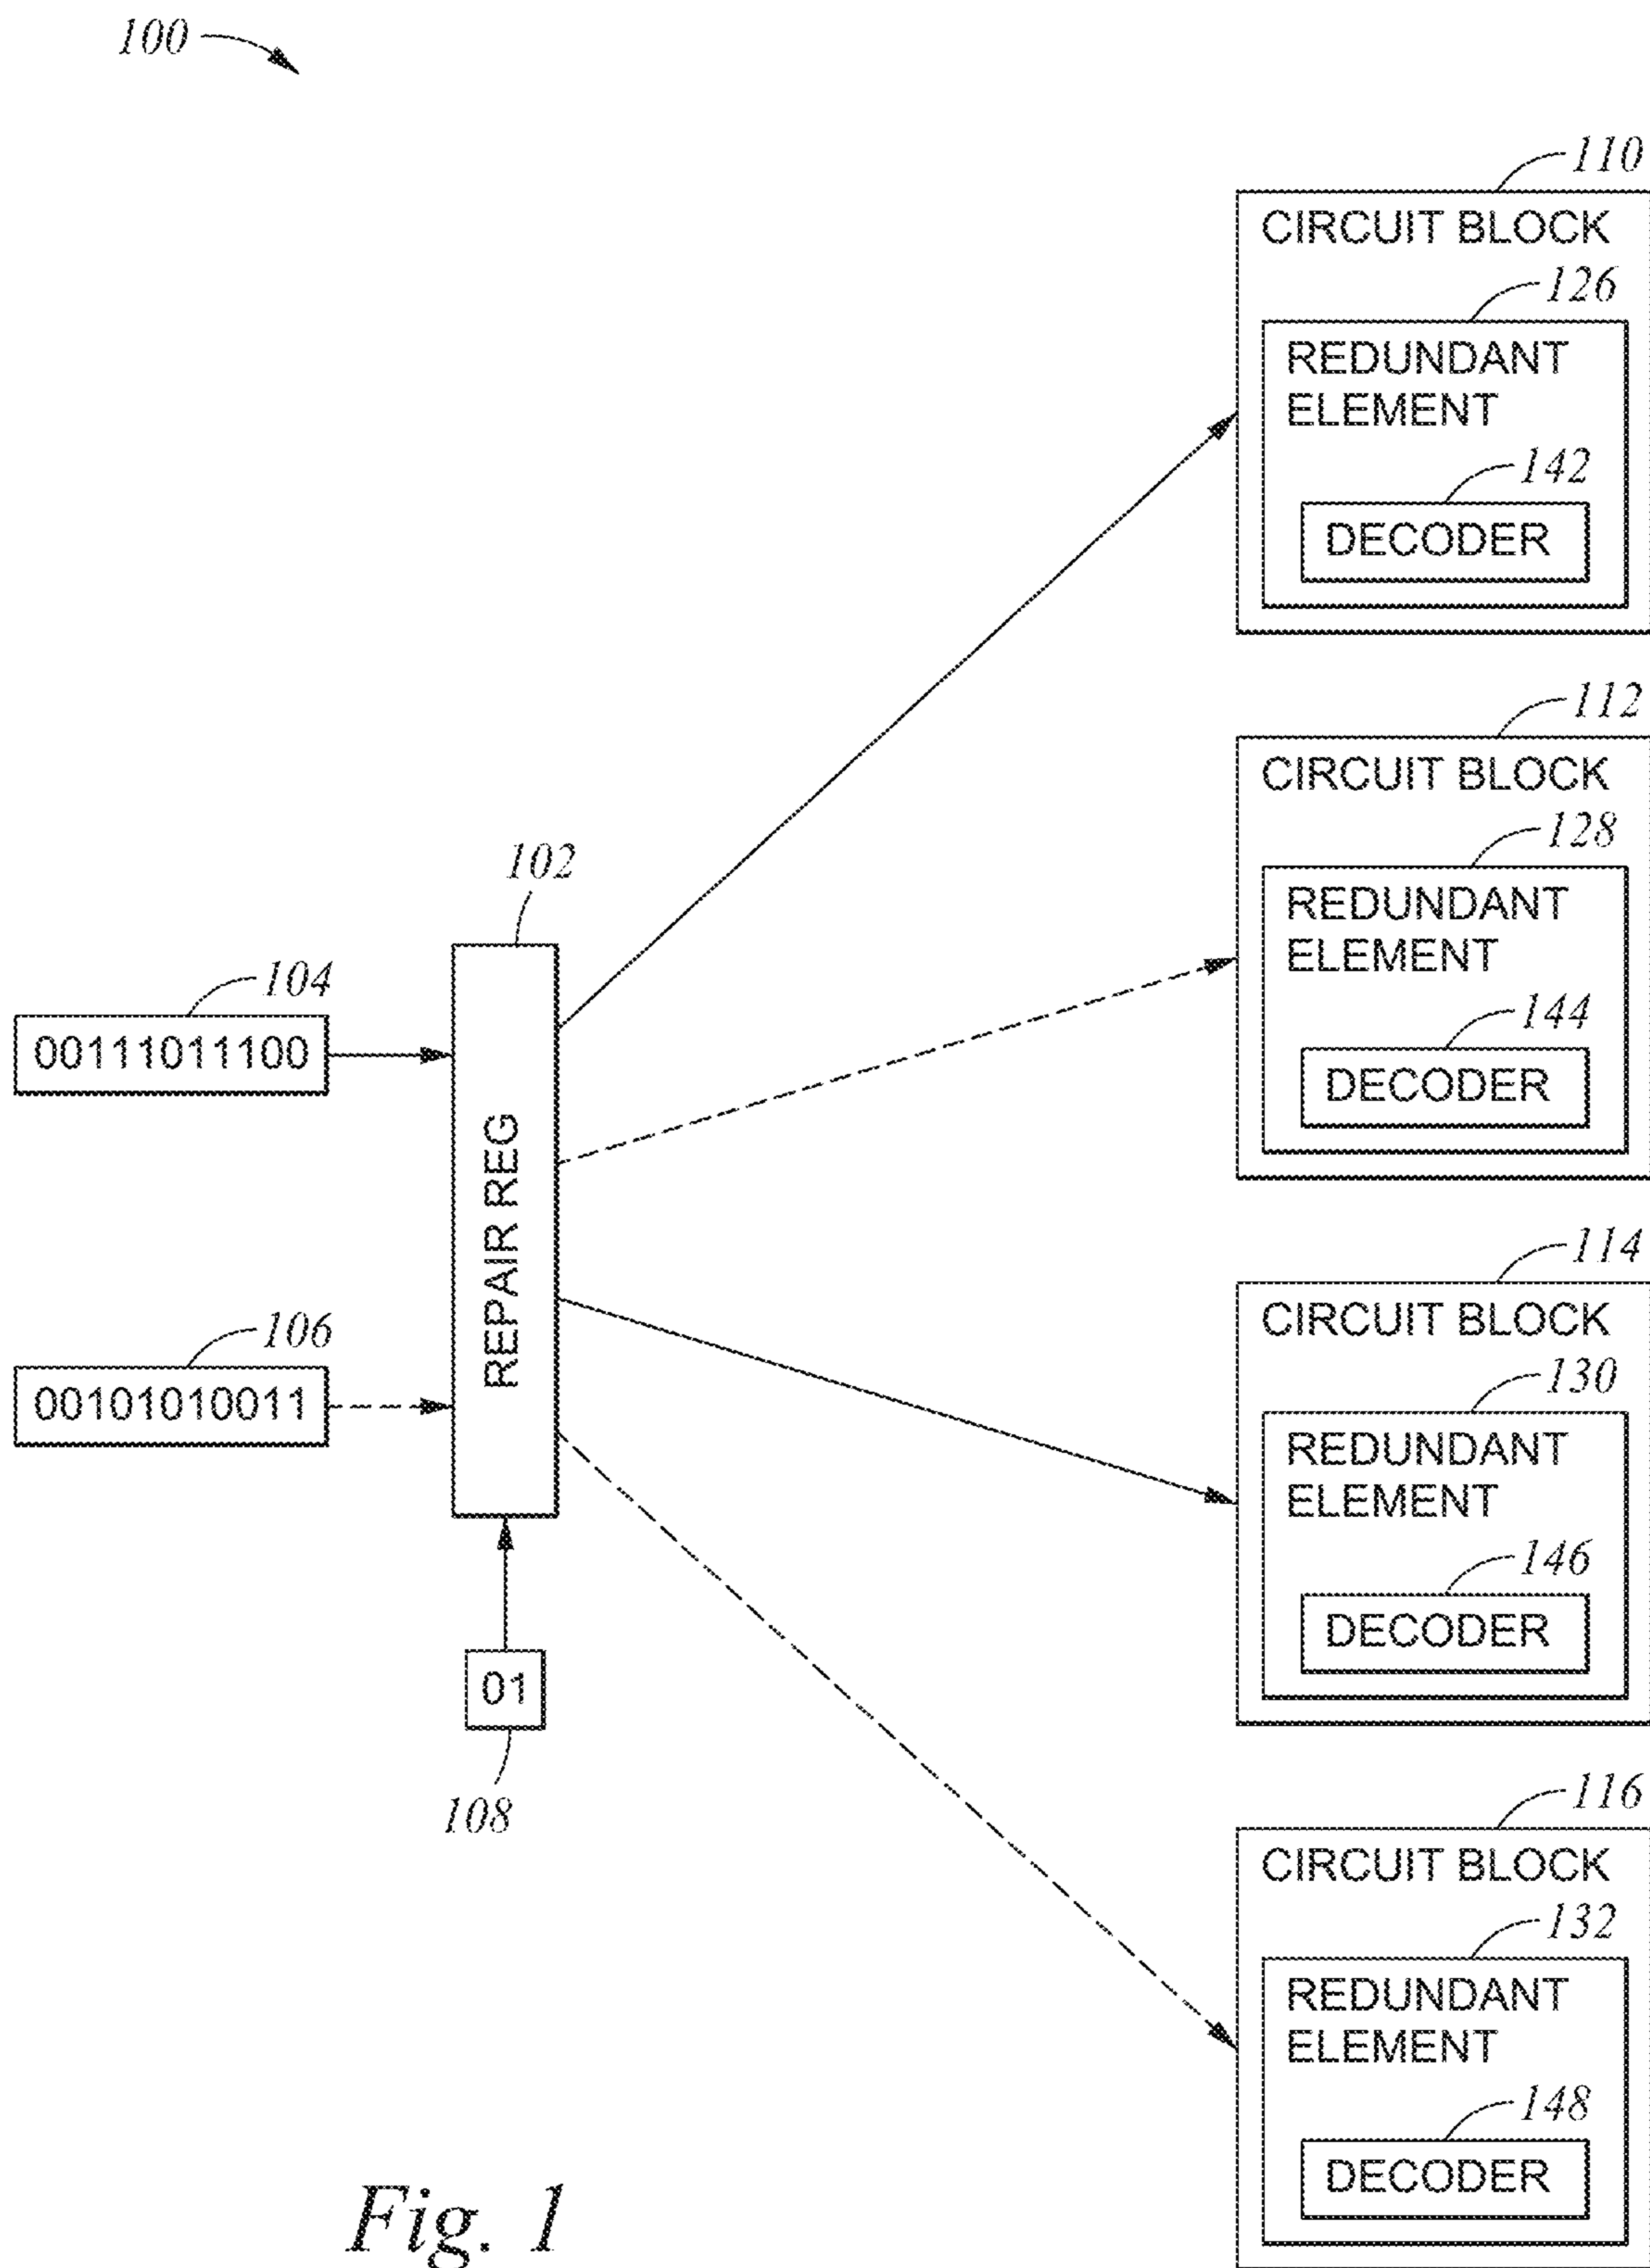 100
110
CIRCUIT BLOCK
126
REDUNDANT
ELEMENT
142
DECODER
112
CIRCUIT BLOCK
128
REDUNDANT
ELEMENT
144
DECODER
102
REPAIR REG
104
00111011100
106
00101010011
01
108
114
CIRCUIT BLOCK
130
REDUNDANT
ELEMENT
146
DECODER
116
CIRCUIT BLOCK
132
REDUNDANT
ELEMENT
148
DECODER
Fig. 1